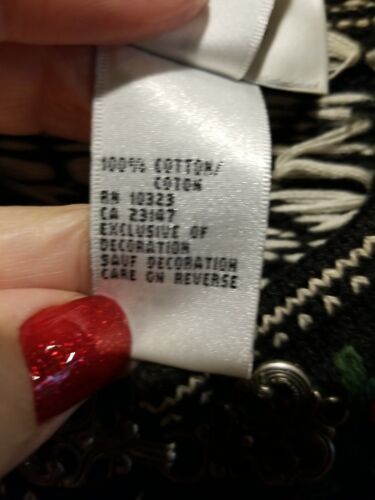 100% COTTON/
COTON
RN 10323
CA 23147
EXCLUSIVE OF
DECORATION
SAUF DECORATION
CARE ON REVERSE